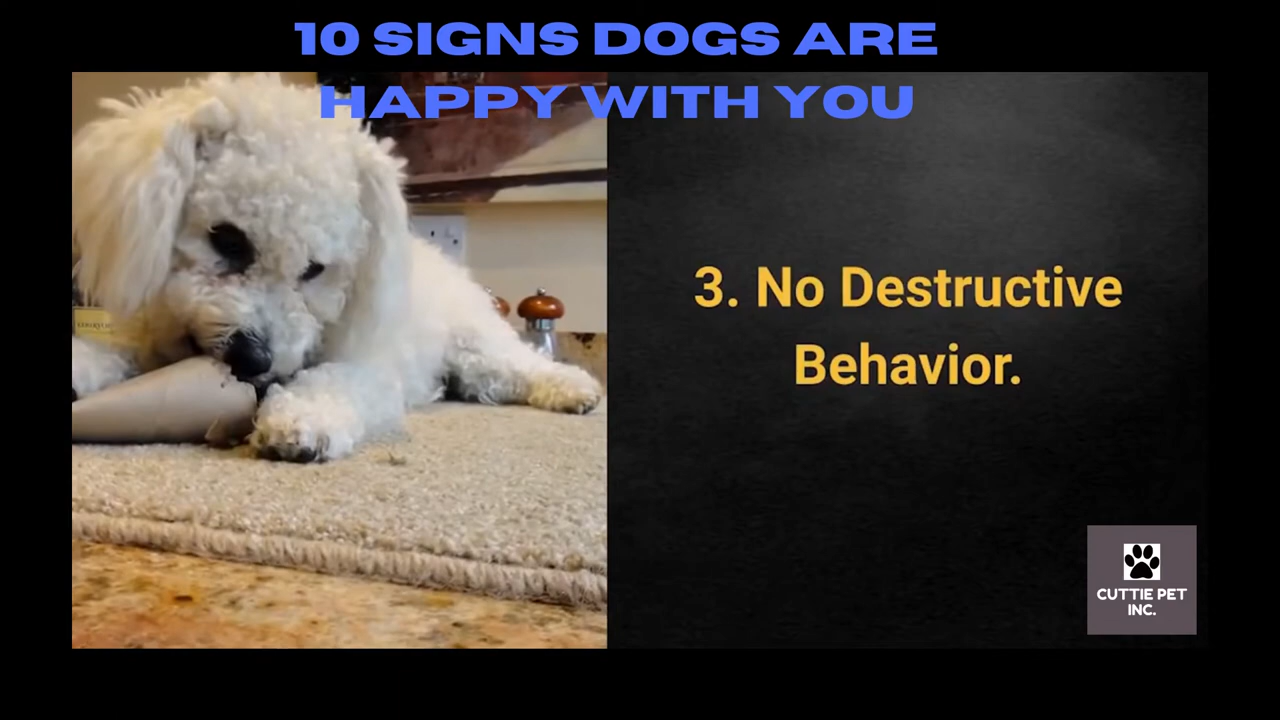 10 SIGNS DOGS ARE
HAPPY WITH YOU
3. No Destructive
Behavior.
CUTTIE PET
INC.